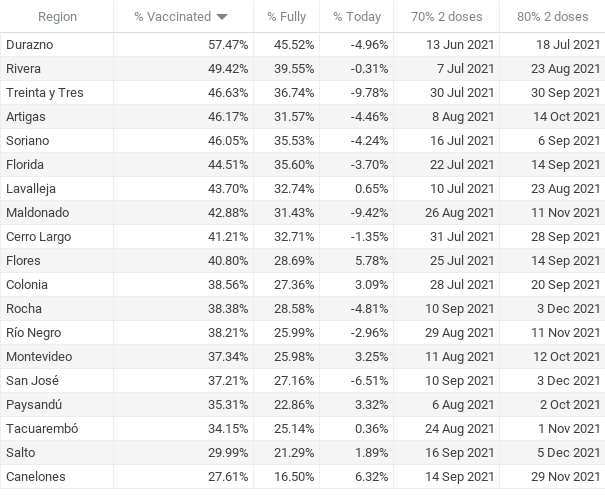 Region % Vaccinated % Fully % Today 70% 2 doses 80% 2 doses
Durazno 57.47% 45.52% -4.96% 13 Jun 2021 18 Jul 2021
Rivera 49.42% 39.55% -0.31% 7 Jul 2021 23 Aug 2021
Treinta y Tres 46.63% 36.74% -9.78% 30 Jul 2021 30 Sep 2021
Artigas 46.17% 31.57% -4.46% 8 Aug 2021 14 Oct 2021
Soriano 46.05% 35.53% -4.24% 16 Jul 2021 6 Sep 2021
Florida 44.51% 35.60% -3.70% 22 Jul 2021 14 Sep 2021
Lavalleja 43.70% 32.74% 0.65% 10 Jul 2021 23 Aug 2021
Maldonado 42.88% 31.43% -9.42% 26 Aug 2021 11 Nov 2021
Cerro Largo 41.21% 32.71% -1.35% 31 Jul 2021 28 Sep 2021
Flores 40.80% 28.69% 5.78% 25 Jul 2021 14 Sep 2021
Colonia 38.56% 27.36% 3.09% 28 Jul 2021 20 Sep 2021
Rocha 38.38% 28.58% -4.81% 10 Sep 2021 3 Dec 2021
Río Negro 38.21% 25.99% -2.96% 29 Aug 2021 11 Nov 2021
Montevideo 37.34% 25.98% 3.25% 11 Aug 2021 12 Oct 2021
San José 37.21% 27.16% -6.51% 10 Sep 2021 3 Dec 2021
Paysandú 35.31% 22.86% 3.32% 6 Aug 2021 2 Oct 2021
Tacuarembó 34.15% 25.14% 0.36% 24 Aug 2021 1 Nov 2021
Salto 29.99% 21.29% 1.89% 16 Sep 2021 5 Dec 2021
Canelones 27.61% 16.50% 6.32% 14 Sep 2021 29 Nov 2021